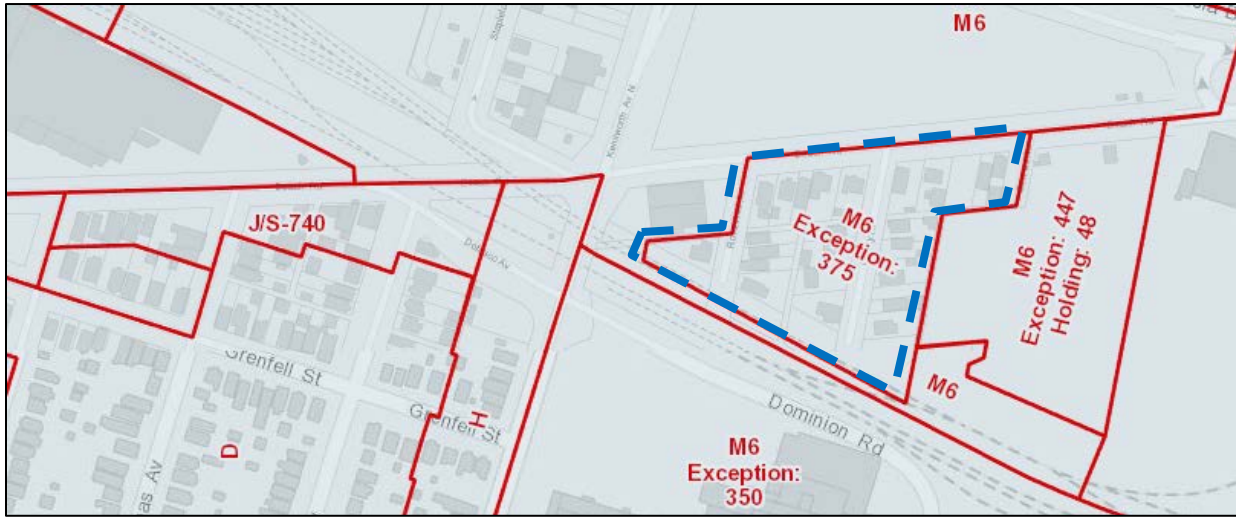 M6
Kenilworth Av N
J/S-740
M6
Exception:
375
M6
Exception: 447
Holding: 48
M6
Grenfell St
Grenfell St
Dominion Rd
D
H
M6
Exception:
350